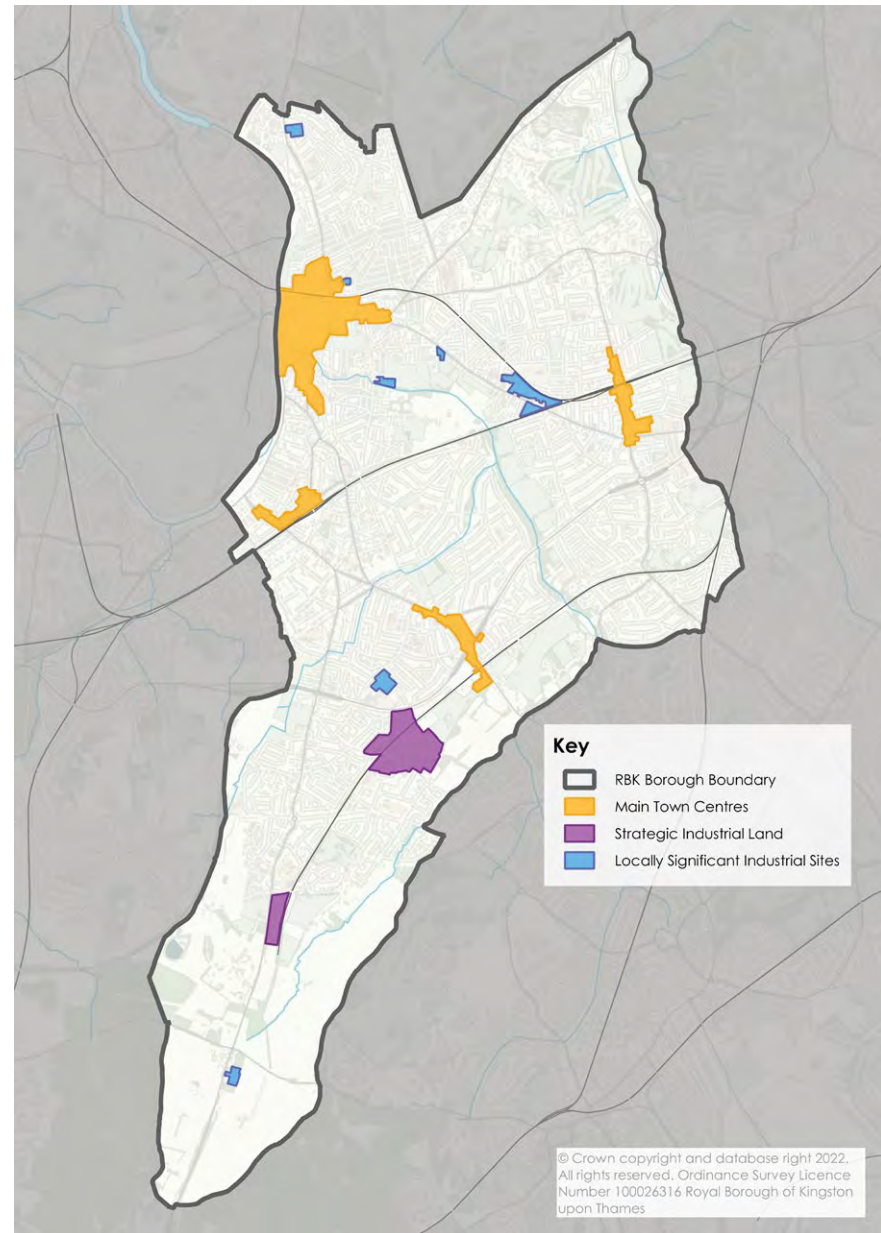 Key
RBK Borough Boundary
Main Town Centres
Strategic Industrial Land
Locally Significant Industrial Sites
© Crown copyright and database right 2022.
All rights reserved. Ordinance Survey Licence
Number 100026316 Royal Borough of Kingston
upon Thames